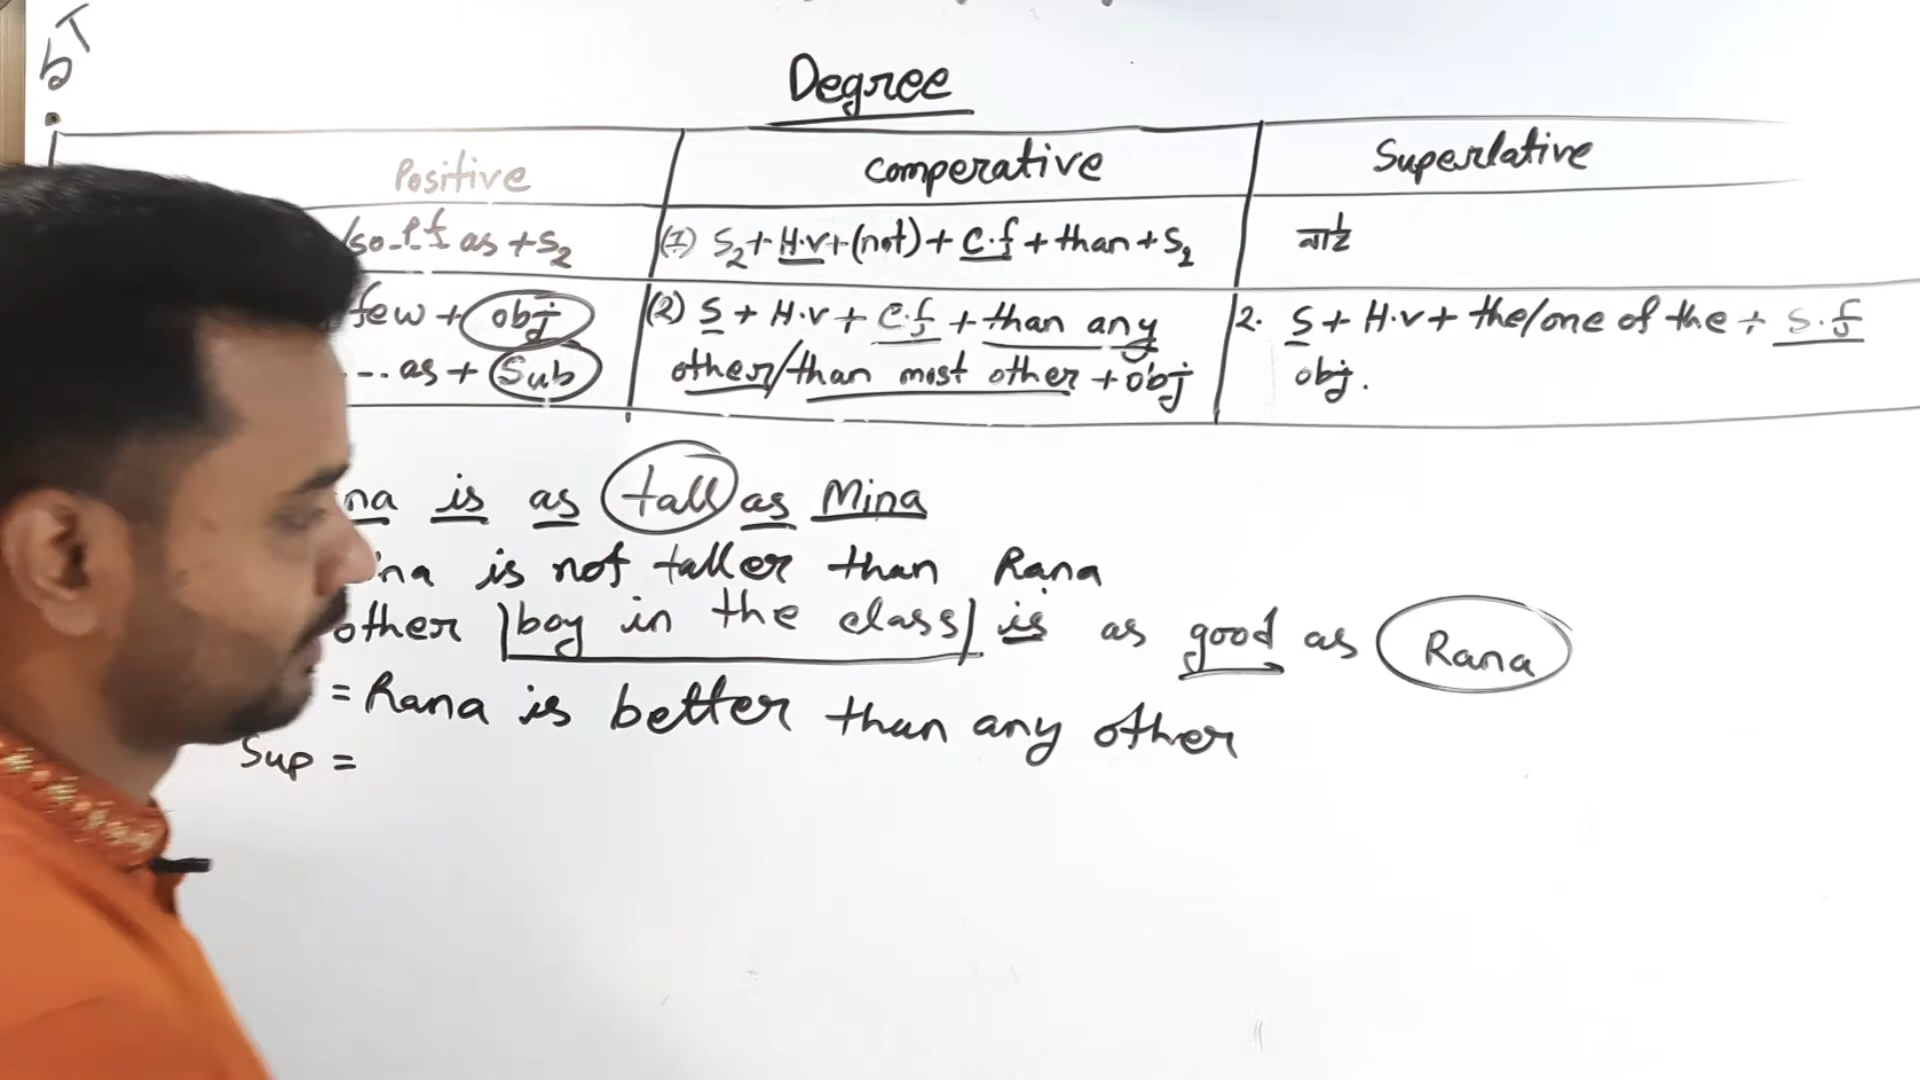 Degree
Positive
comperative
Superlative
/so P.f as + S2
(1) S2 + H.v + (not) + C.f + than + S1
নাই
few + obj
(2) S + H.v + C.f + than any
2. S + H.v + the/one of the + S.f
... as + Sub
other/than most other + obj
obj.
na is as tall as Mina
ina is not taller than Rana
other boy in the class is as good as Rana
= Rana is better than any other
Sup =